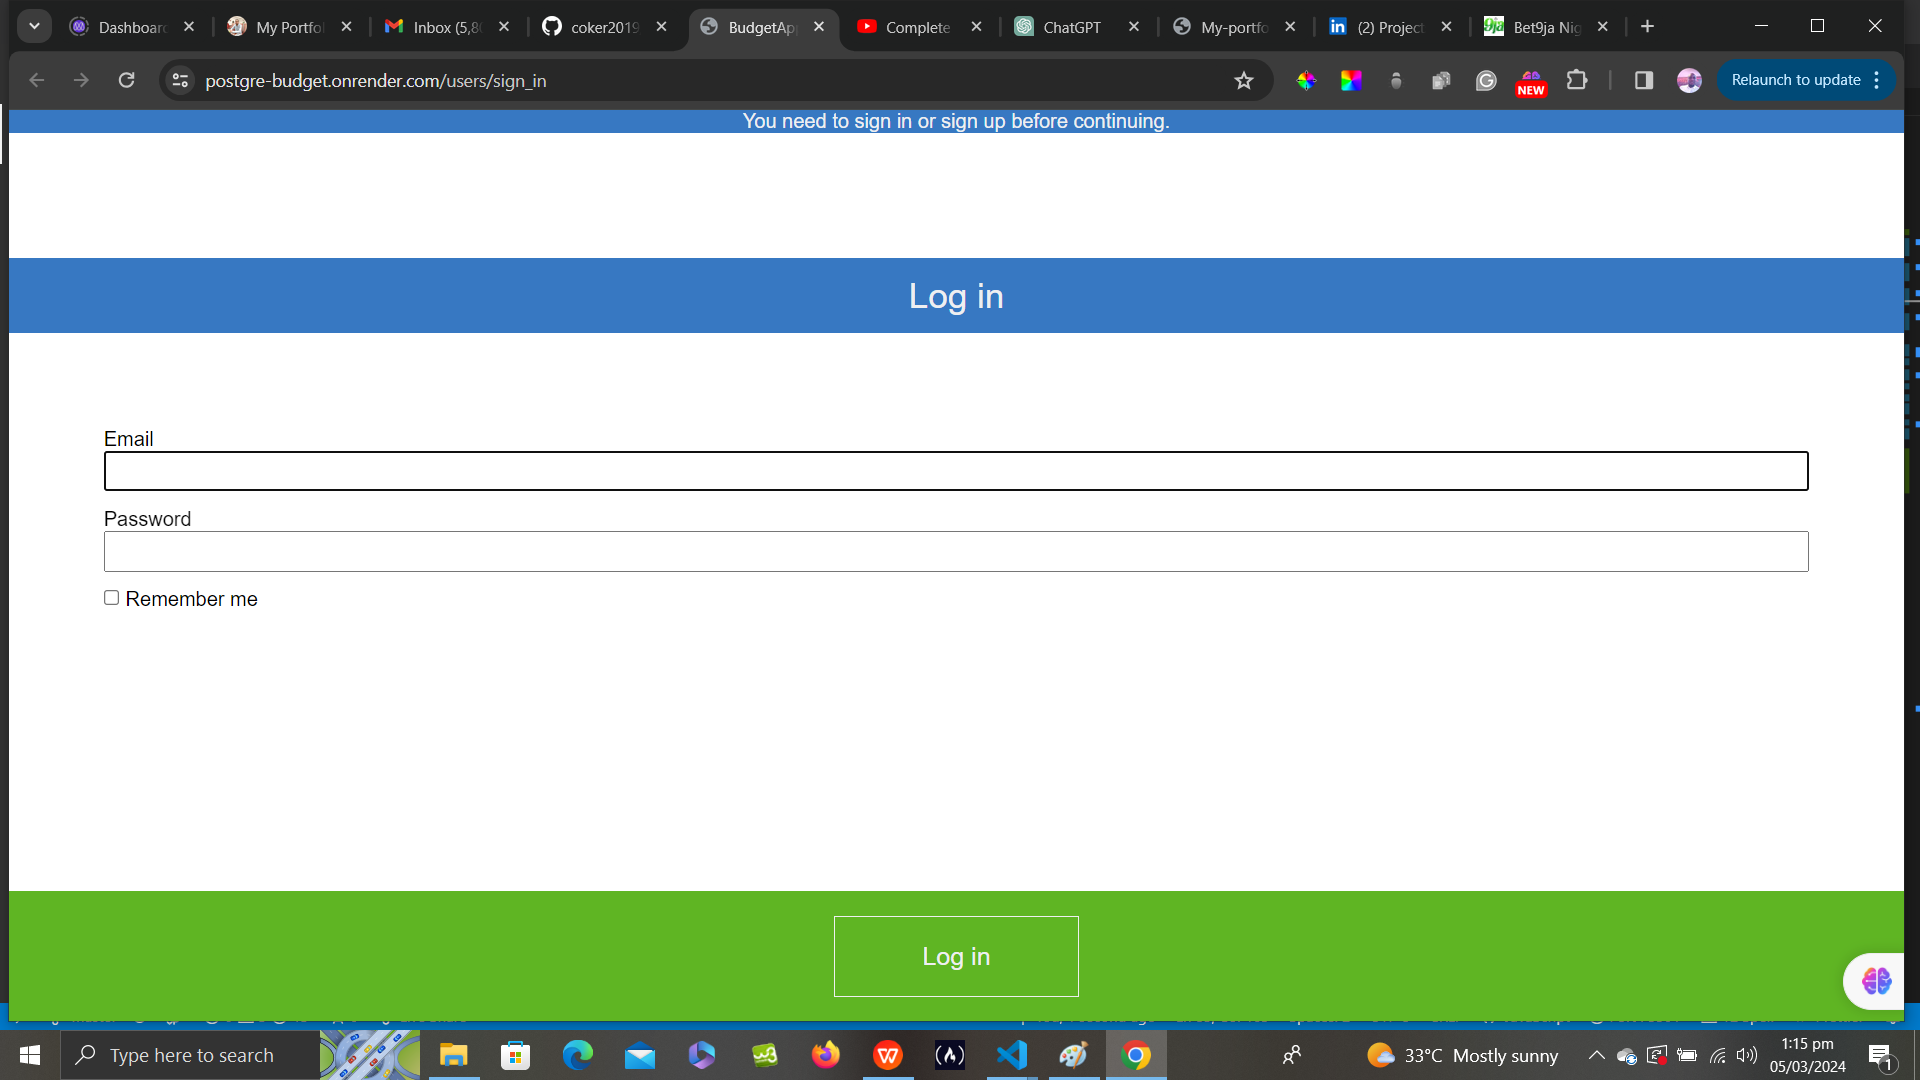 Dashboard
My Portfol
Inbox (5,8
coker2019
BudgetApp
Complete
ChatGPT
My-portfo
(2) Project
Bet9ja Nig
postgre-budget.onrender.com/users/sign_in
NEW
Relaunch to update
You need to sign in or sign up before continuing.
Log in
Email
Password
Remember me
Log in
Type here to search
33°C Mostly sunny
1:15 pm
05/03/2024
1